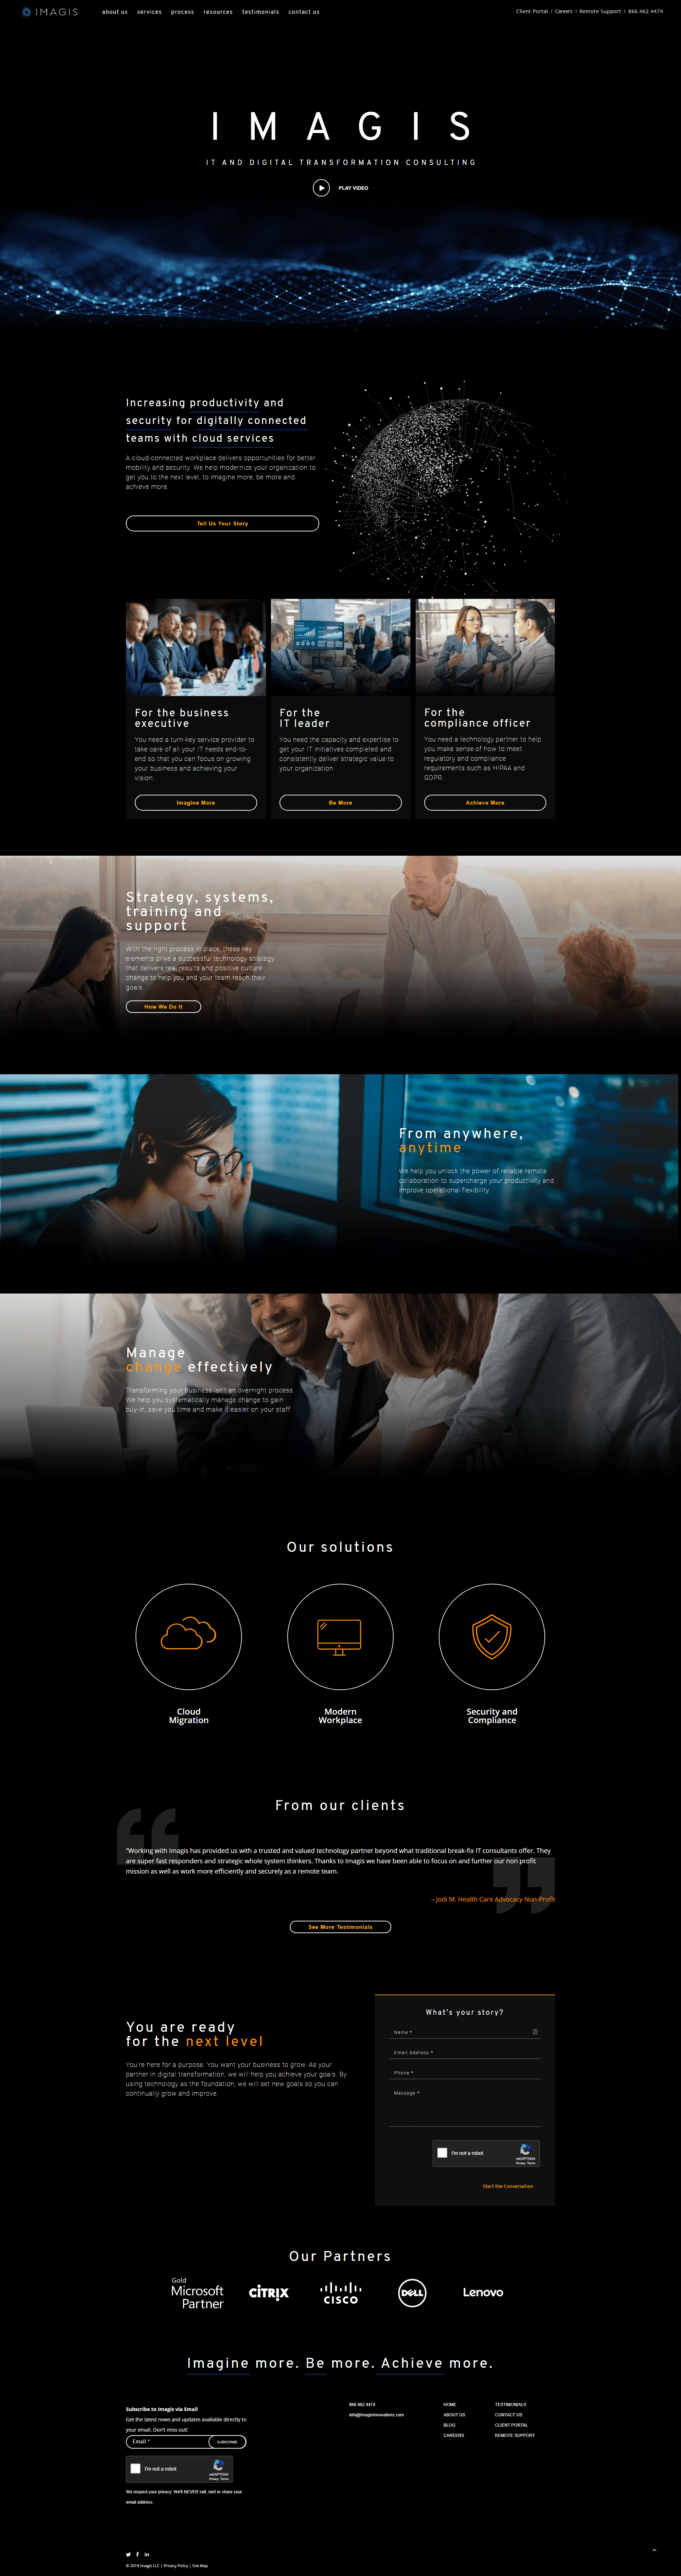 IMAGIS
about us services process resources testimonials contact us
Client Portal | Careers | Remote Support | 866.462.4474
IMAGIS
IT AND DIGITAL TRANSFORMATION CONSULTING
PLAY VIDEO
Increasing productivity and
security for digitally connected
teams with cloud services
A cloud-connected workplace delivers opportunities for better
mobility and security. We help modernize your organization to
get you to the next level, to imagine more, be more and
achieve more.
Tell Us Your Story
For the business
executive
You need a turn-key service provider to
take care of all your IT needs end-to-
end so that you can focus on growing
your business and achieving your
vision.
Imagine More
For the
IT leader
You need the capacity and expertise to
get your IT initiatives completed and
consistently deliver strategic value to
your organization.
Be More
For the
compliance officer
You need a technology partner to help
you make sense of how to meet
regulatory and compliance
requirements such as HIPAA and
GDPR.
Achieve More
Strategy, systems,
training and
support
With the right process in place, these key
elements drive a successful technology strategy
that delivers real results and positive culture
change to help you and your team reach their
goals.
How We Do It
From anywhere,
anytime
We help you unlock the power of reliable remote
collaboration to supercharge your productivity and
improve operational flexibility
Manage
change effectively
Transforming your business isn't an overnight process.
We help you systematically manage change to gain
buy-in, save you time and make it easier on your staff.
Our solutions
Cloud
Migration
Modern
Workplace
Security and
Compliance
From our clients
"Working with Imagis has provided us with a trusted and valued technology partner beyond what traditional break-fix IT consultants offer. They
are super fast responders and strategic whole system thinkers. Thanks to Imagis we have been able to focus on and further our non profit
mission as well as work more efficiently and securely as a remote team.
– Jodi M. Health Care Advocacy Non-Profit
See More Testimonials
You are ready
for the next level
You're here for a purpose. You want your business to grow. As your
partner in digital transformation, we will help you achieve your goals. By
using technology as the foundation, we will set new goals so you can
continually grow and improve.
What's your story?
Name *
Email Address *
Phone *
Message *
I'm not a robot
reCAPTCHA
Privacy - Terms
Start the Conversation
Our Partners
Gold
Microsoft
Partner
CITRIX
CISCO
DELL
Lenovo
Imagine more. Be more. Achieve more.
Subscribe to Imagis via Email
Get the latest news and updates available directly to
your email. Don't miss out!
Email *
SUBSCRIBE
I'm not a robot
reCAPTCHA
Privacy - Terms
We respect your privacy. We'll NEVER sell, rent or share your
email address.
866.462.4474
info@imagisinnovations.com
HOME
ABOUT US
BLOG
CAREERS
TESTIMONIALS
CONTACT US
CLIENT PORTAL
REMOTE SUPPORT
© 2019 Imagis LLC | Privacy Policy | Site Map